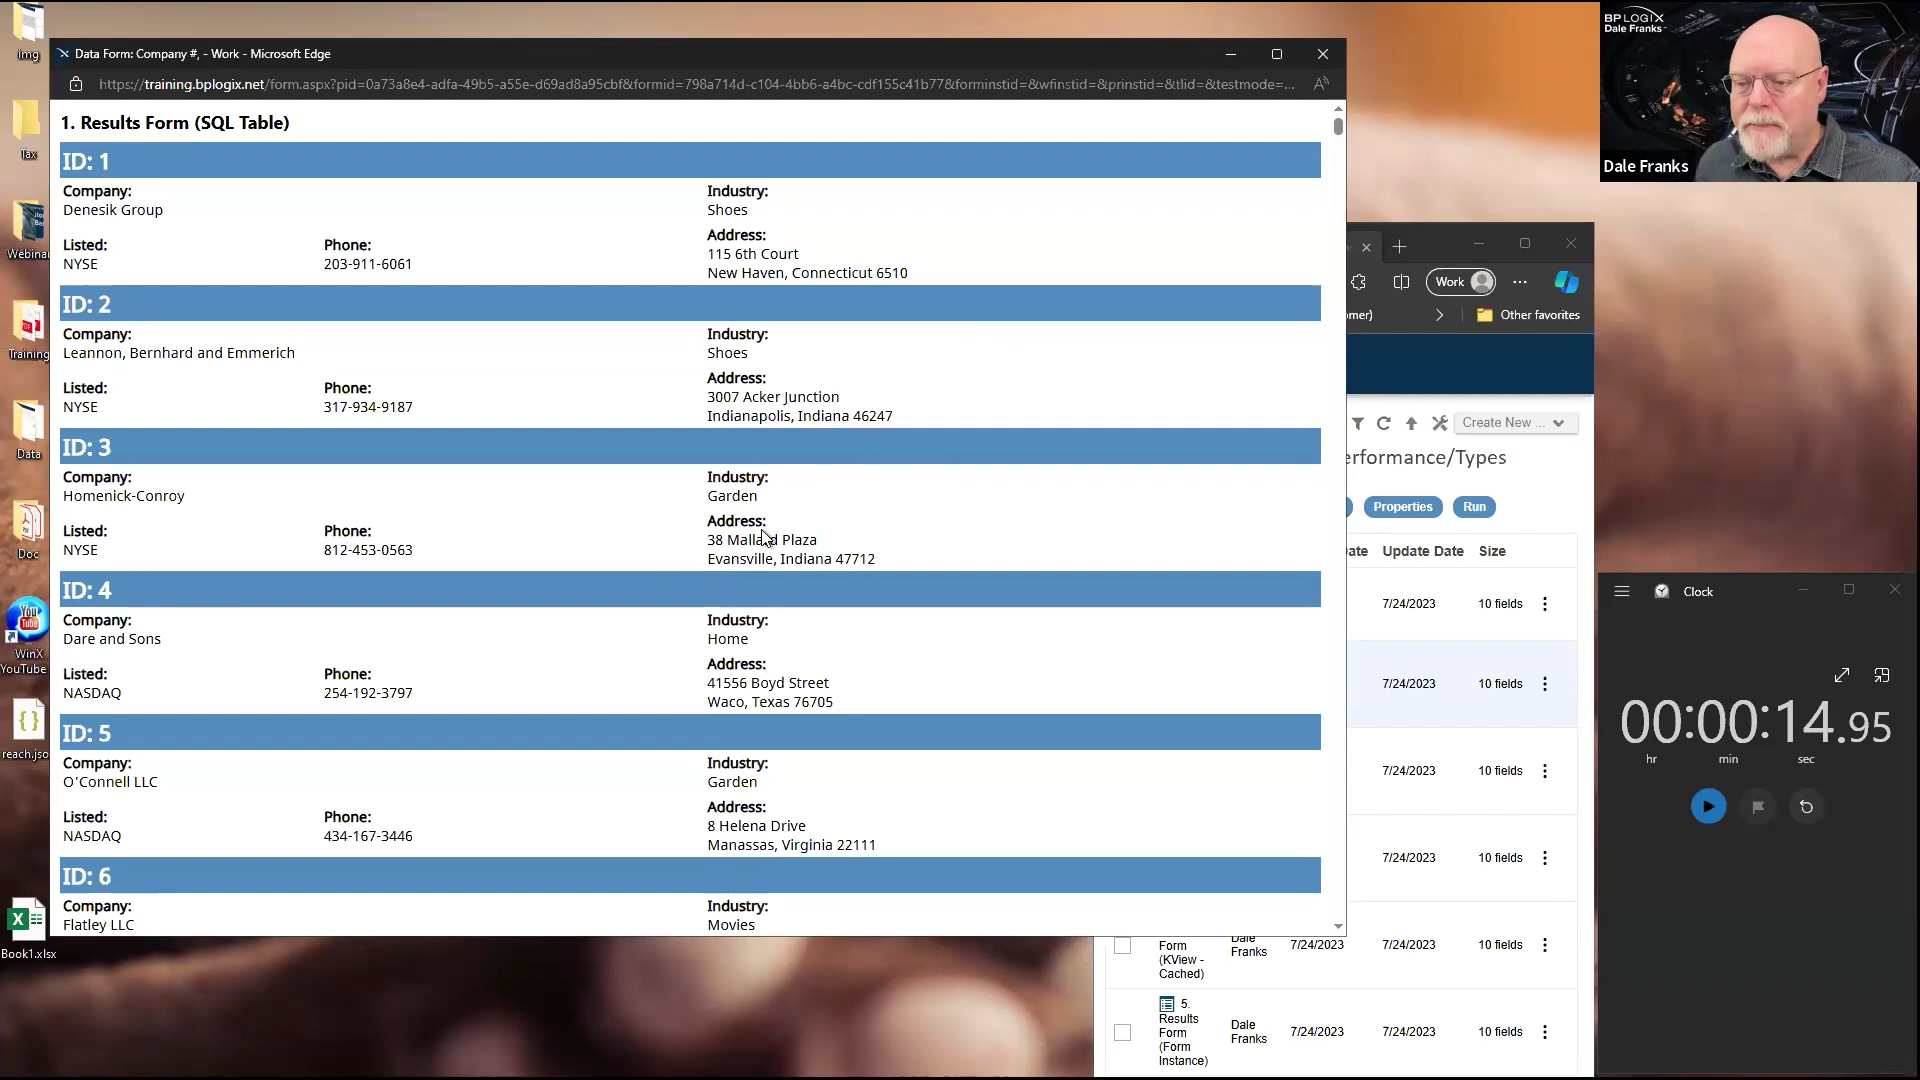 img
Tax
Webinar
Training
Data
Doc
You
Tube
WinX
YouTube
{ }
reach.jso
Book1.xlsx
Data Form: Company #, - Work - Microsoft Edge
https://training.bplogix.net/form.aspx?pid=0a73a8e4-adfa-49b5-a55e-d69ad8a95cbf&formid=798a714d-c104-4bb6-a4bc-cdf155c41b77&forminstid=&wfinstid=&prinstid=&tlid=&testmode=...
1. Results Form (SQL Table)
ID: 1
Company:
Denesik Group
Industry:
Shoes
Listed:
NYSE
Phone:
203-911-6061
Address:
115 6th Court
New Haven, Connecticut 6510
ID: 2
Company:
Leannon, Bernhard and Emmerich
Industry:
Shoes
Listed:
NYSE
Phone:
317-934-9187
Address:
3007 Acker Junction
Indianapolis, Indiana 46247
ID: 3
Company:
Homenick-Conroy
Industry:
Garden
Listed:
NYSE
Phone:
812-453-0563
Address:
38 Mallard Plaza
Evansville, Indiana 47712
ID: 4
Company:
Dare and Sons
Industry:
Home
Listed:
NASDAQ
Phone:
254-192-3797
Address:
41556 Boyd Street
Waco, Texas 76705
ID: 5
Company:
O'Connell LLC
Industry:
Garden
Listed:
NASDAQ
Phone:
434-167-3446
Address:
8 Helena Drive
Manassas, Virginia 22111
ID: 6
Company:
Flatley LLC
Industry:
Movies
BP LOGIX
Dale Franks
Dale Franks
Work
omer)
Other favorites
Create New ...
erformance/Types
Properties
Run
ate Update Date Size
7/24/2023 10 fields
7/24/2023 10 fields
7/24/2023 10 fields
7/24/2023 10 fields
Form
(KView -
Cached)
Dale
Franks
7/24/2023
7/24/2023
10 fields
5.
Results
Form
(Form
Instance)
Dale
Franks
7/24/2023
7/24/2023
10 fields
Clock
00:00:14.95
hr min sec